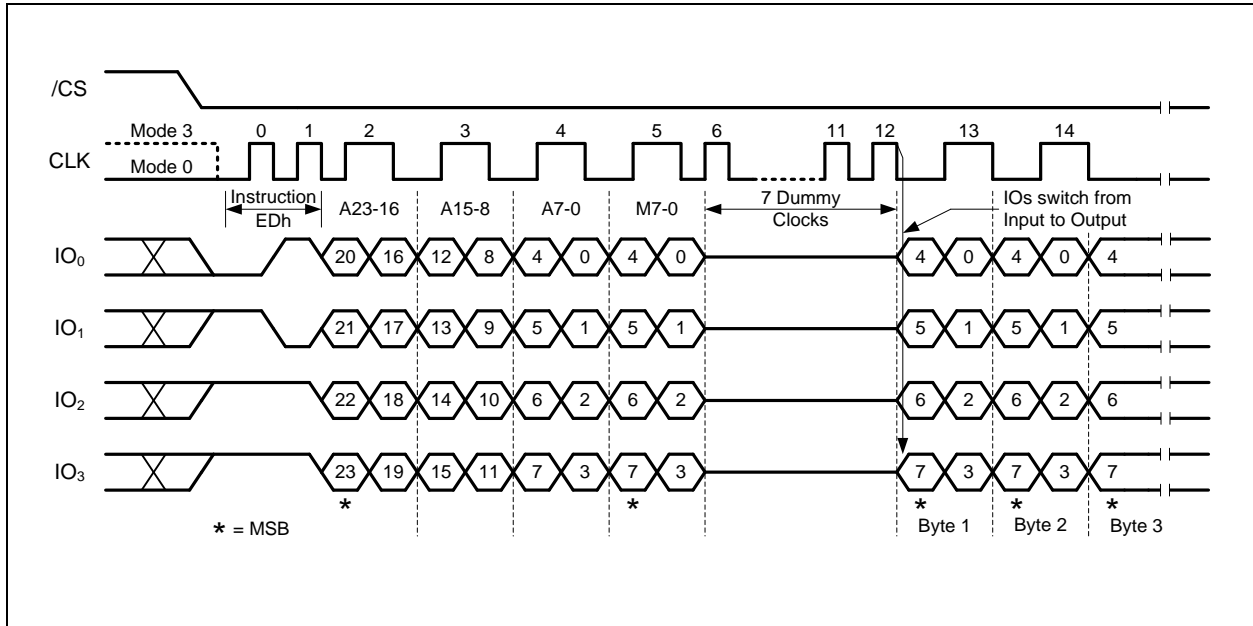 /CS
Mode 3
0 1 2 3 4 5 6 11 12 13 14
CLK
Mode 0
Instruction
EDh
A23-16 A15-8 A7-0 M7-0
7 Dummy
Clocks
IOs switch from
Input to Output
IO0 20 16 12 8 4 0 4 0 4 0 4 0 4
IO1 21 17 13 9 5 1 5 1 5 1 5 1 5
IO2 22 18 14 10 6 2 6 2 6 2 6 2 6
IO3 23 19 15 11 7 3 7 3 7 3 7 3 7
* * * * *
* = MSB
Byte 1 Byte 2 Byte 3